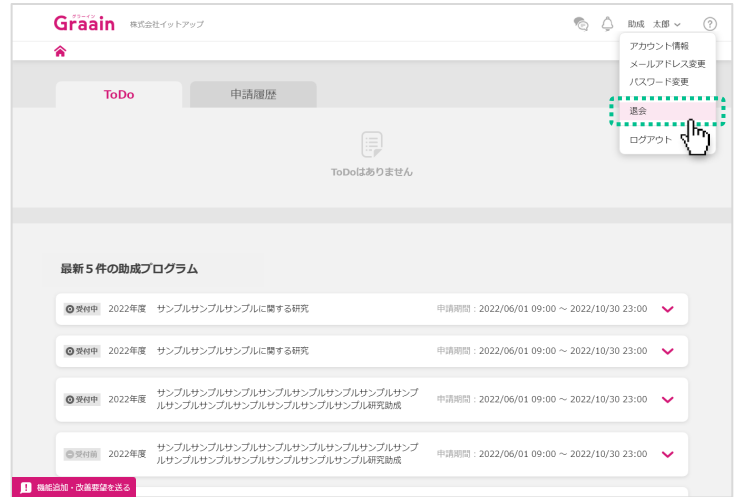 グラーイン
Graain 株式会社イットアップ 助成 太郎
アカウント情報
メールアドレス変更
パスワード変更
退会
ログアウト
ToDo 申請履歴
ToDoはありません
最新5件の助成プログラム
受付中 2022年度 サンプルサンプルサンプルに関する研究 申請期間：2022/06/01 09:00 ～ 2022/10/30 23:00
受付中 2022年度 サンプルサンプルサンプルに関する研究 申請期間：2022/06/01 09:00 ～ 2022/10/30 23:00
受付中 2022年度 サンプルサンプルサンプルサンプルサンプルサンプルサンプルサンプ
ルサンプルサンプルサンプルサンプルサンプルサンプル研究助成 申請期間：2022/06/01 09:00 ～ 2022/10/30 23:00
受付前 2022年度 サンプルサンプルサンプルサンプルサンプルサンプルサンプルサンプ
ルサンプルサンプルサンプルサンプルサンプルサンプル研究助成 申請期間：2022/06/01 09:00 ～ 2022/10/30 23:00
機能追加・改善要望を送る